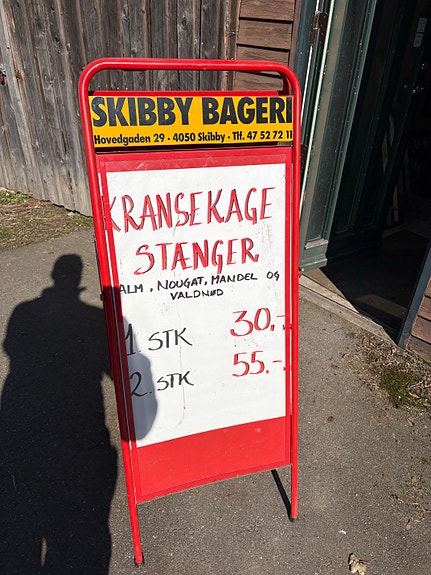 SKIBBY BAGERI
Hovedgaden 29 · 4050 Skibby · Tlf. 47 52 72 11
KRANSEKAGE
STÆNGER
ALM, NOUGAT, MANDEL OG
VALDNØD
1. STK 30,-
2. STK 55.-